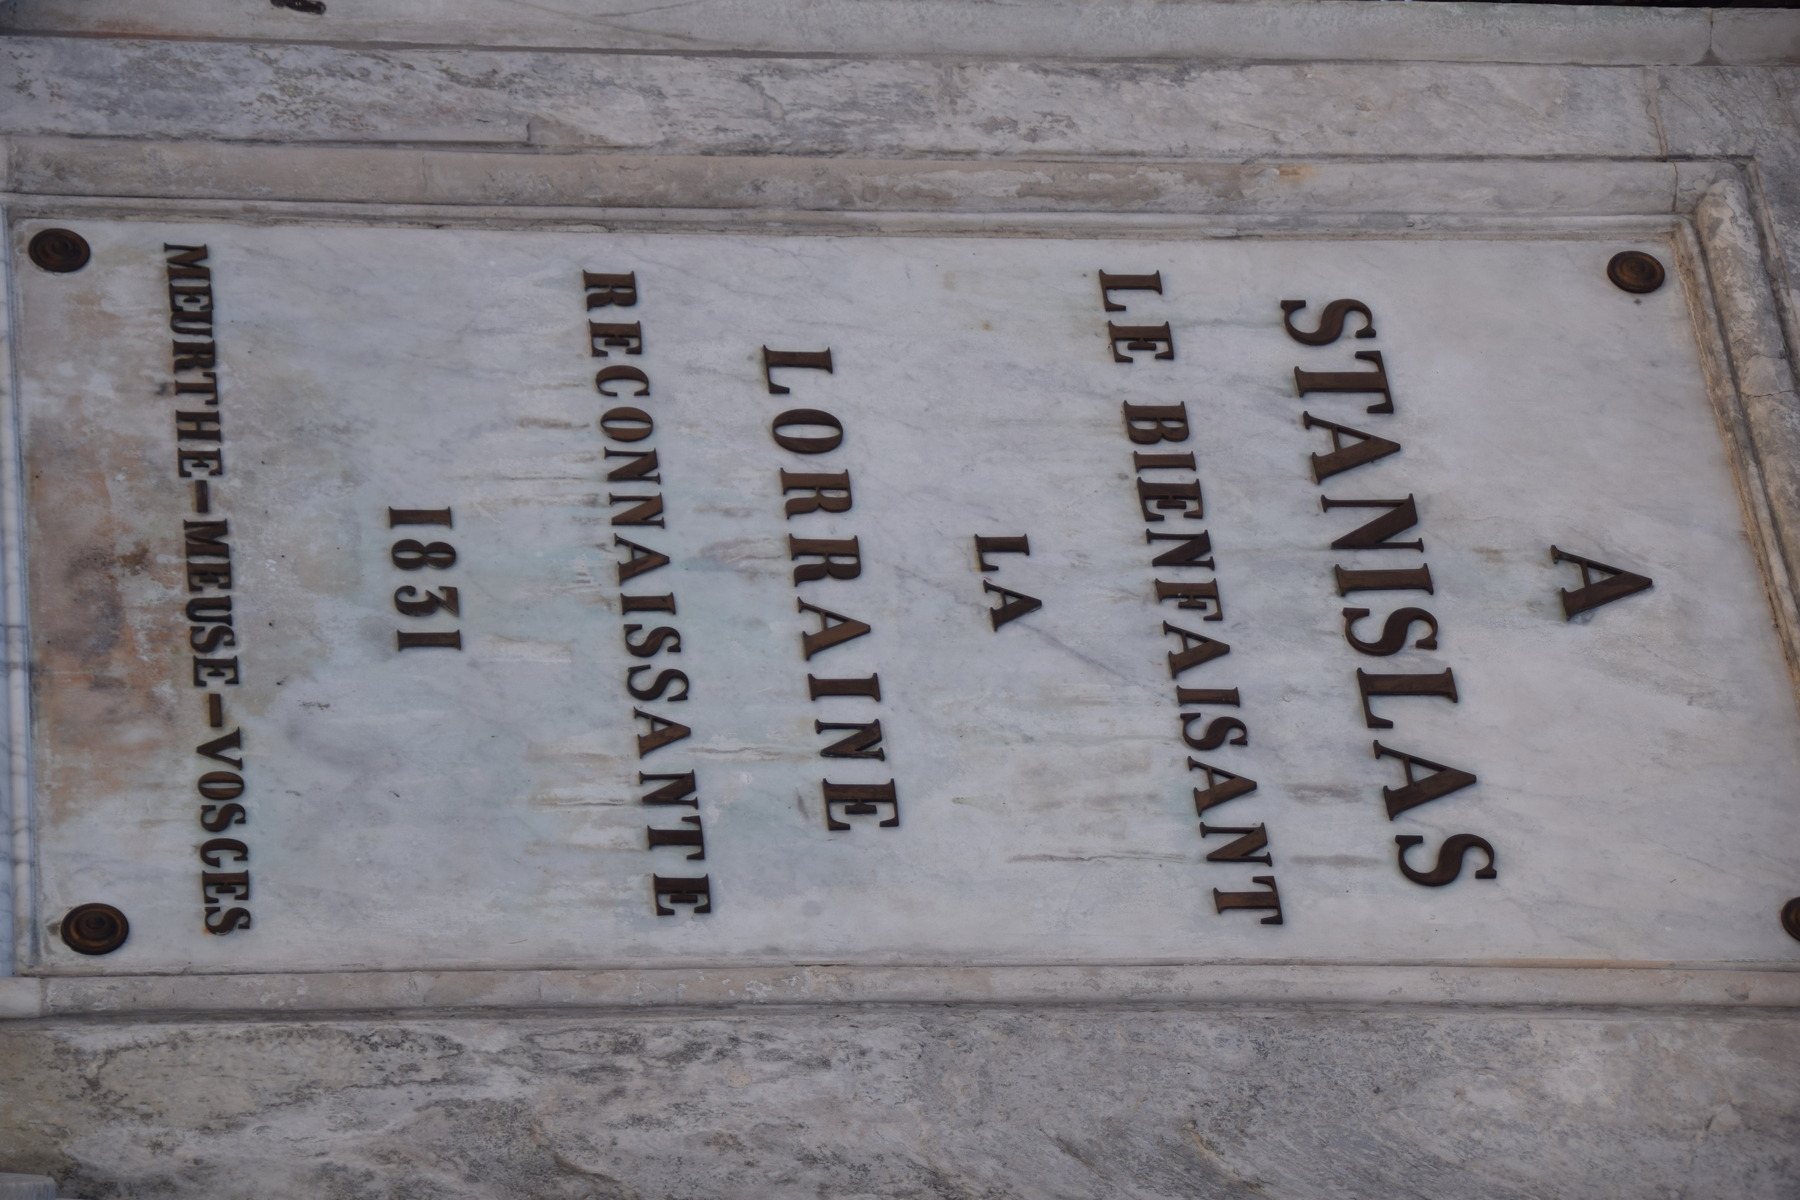 A
STANISLAS
LE BIENFAISANT
LA
LORRAINE
RECONNAISSANTE
1831
MEURTHE-MEUSE-VOSGES